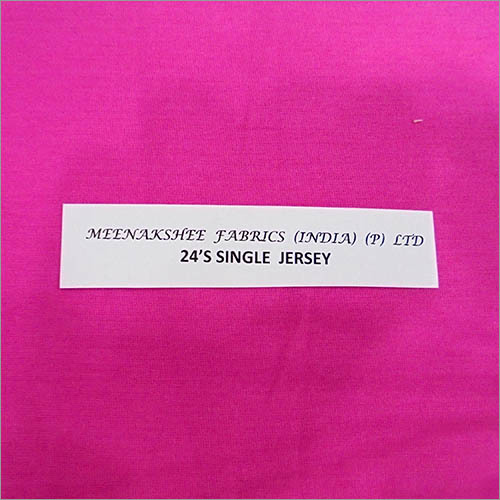 MEENAKSHEE FABRICS (INDIA) (P) LTD
24'S SINGLE JERSEY